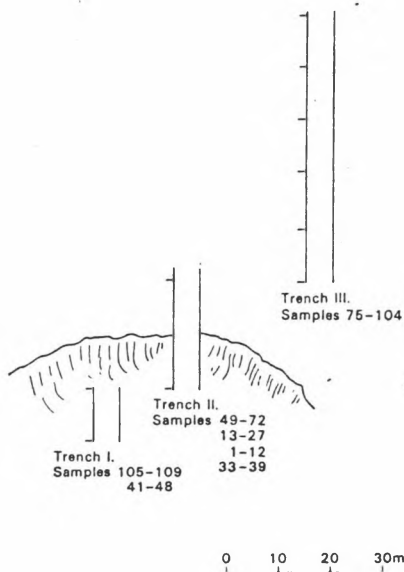 Trench III.
Samples 75-104
Trench II.
Samples 49-72
13-27
1-12
33-39
Trench I.
Samples 105-109
41-48
0 10 20 30m